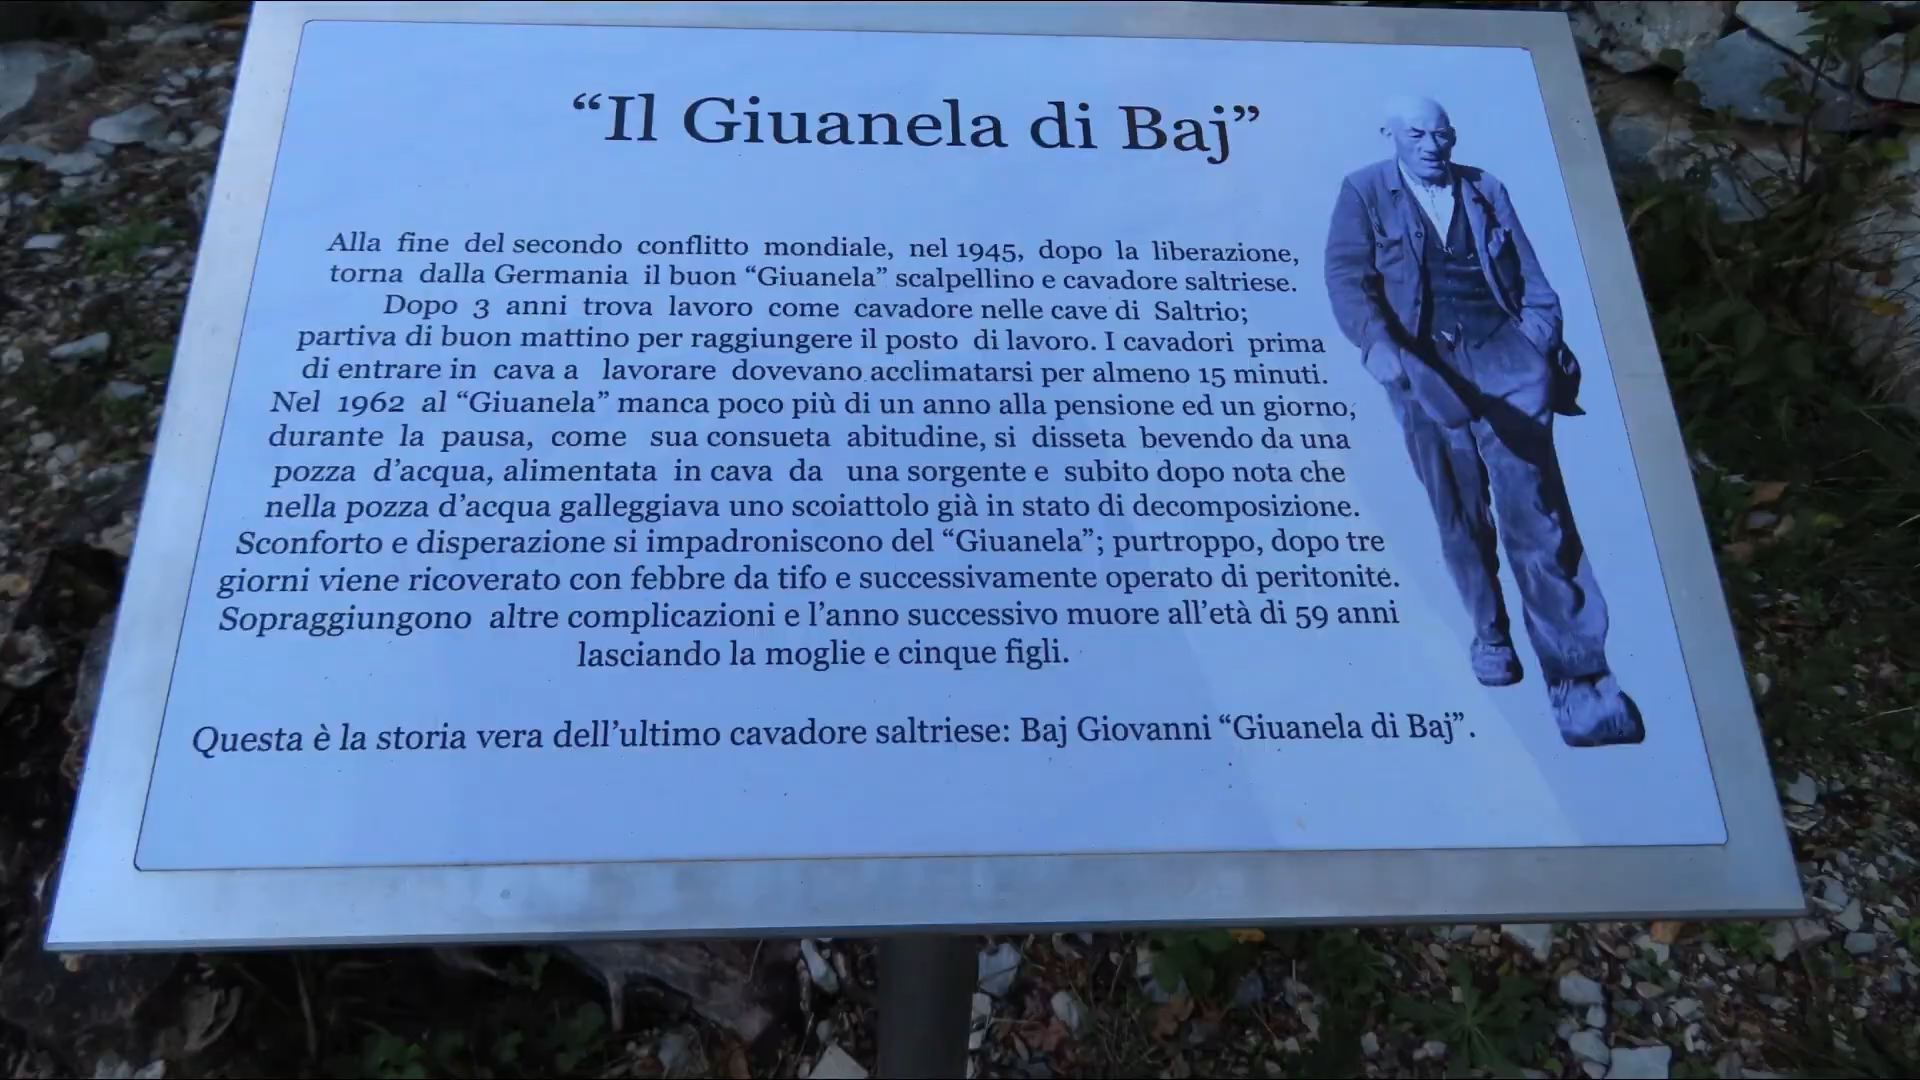 “Il Giuanela di Baj”
Alla fine del secondo conflitto mondiale, nel 1945, dopo la liberazione,
torna dalla Germania il buon “Giuanela” scalpellino e cavadore saltriese.
Dopo 3 anni trova lavoro come cavadore nelle cave di Saltrio;
partiva di buon mattino per raggiungere il posto di lavoro. I cavadori prima
di entrare in cava a lavorare dovevano acclimatarsi per almeno 15 minuti.
Nel 1962 al “Giuanela” manca poco più di un anno alla pensione ed un giorno,
durante la pausa, come sua consueta abitudine, si disseta bevendo da una
pozza d’acqua, alimentata in cava da una sorgente e subito dopo nota che
nella pozza d’acqua galleggiava uno scoiattolo già in stato di decomposizione.
Sconforto e disperazione si impadroniscono del “Giuanela”; purtroppo, dopo tre
giorni viene ricoverato con febbre da tifo e successivamente operato di peritonite.
Sopraggiungono altre complicazioni e l’anno successivo muore all’età di 59 anni
lasciando la moglie e cinque figli.
Questa è la storia vera dell’ultimo cavadore saltriese: Baj Giovanni “Giuanela di Baj”.